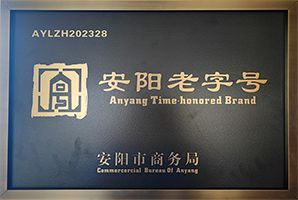 AYLZH202328
安阳老字号
Anyang Time-honored Brand
安阳市商务局
Commercercial Bureau Of Anyang